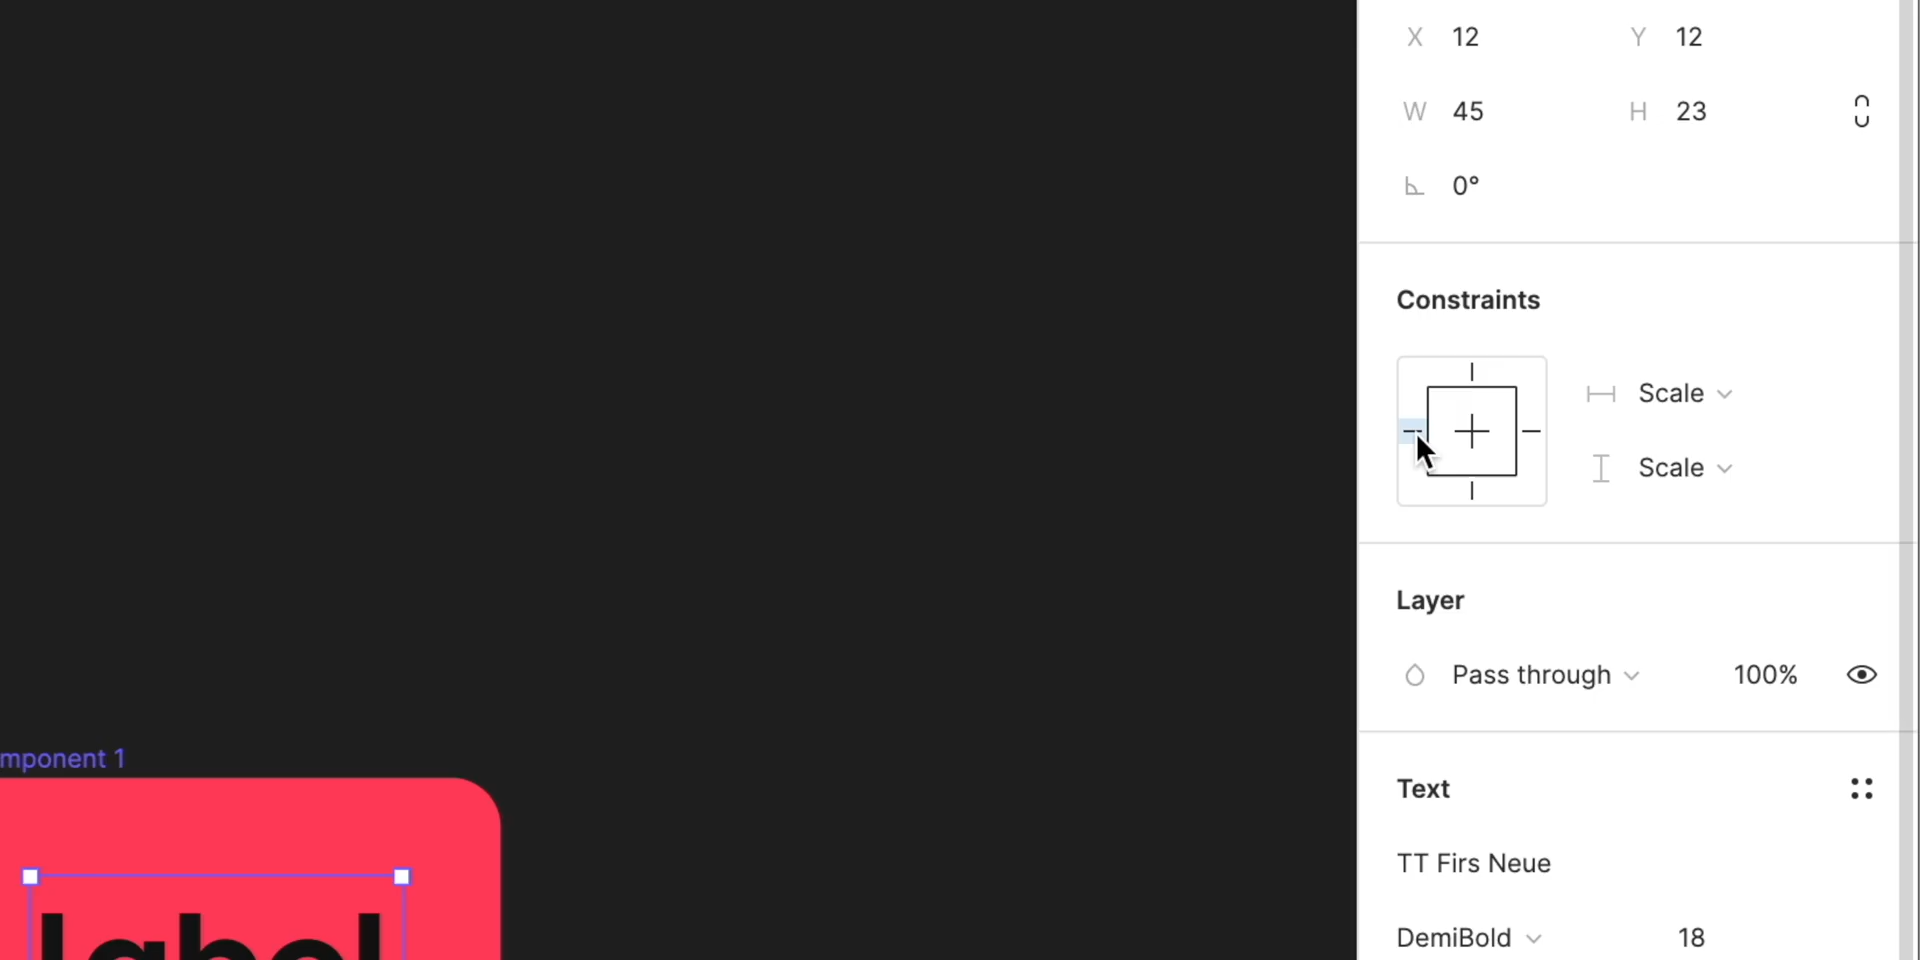 X 12 Y 12
W 45 H 23
0°
Constraints
Scale
Scale
Layer
Pass through 100%
mponent 1
Text
label
TT Firs Neue
DemiBold 18